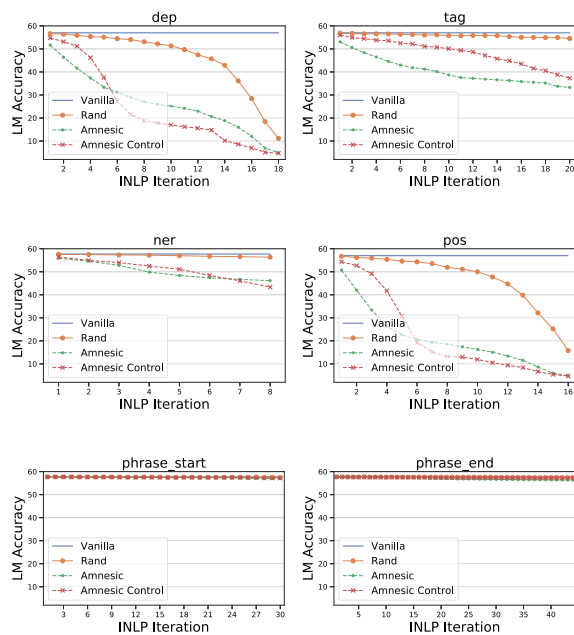 dep
60
50
40
30
20
10
LM Accuracy
Vanilla
Rand
Amnesic
Amnesic Control
2 4 6 8 10 12 14 16 18
INLP Iteration
tag
60
50
40
30
20
10
LM Accuracy
Vanilla
Rand
Amnesic
Amnesic Control
2 4 6 8 10 12 14 16 18 20
INLP Iteration
ner
60
50
40
30
20
10
LM Accuracy
Vanilla
Rand
Amnesic
Amnesic Control
1 2 3 4 5 6 7 8
INLP Iteration
pos
60
50
40
30
20
10
LM Accuracy
Vanilla
Rand
Amnesic
Amnesic Control
2 4 6 8 10 12 14 16
INLP Iteration
phrase_start
60
50
40
30
20
10
LM Accuracy
Vanilla
Rand
Amnesic
Amnesic Control
3 6 9 12 15 18 21 24 27 30
INLP Iteration
phrase_end
60
50
40
30
20
10
LM Accuracy
Vanilla
Rand
Amnesic
Amnesic Control
5 10 15 20 25 30 35 40
INLP Iteration